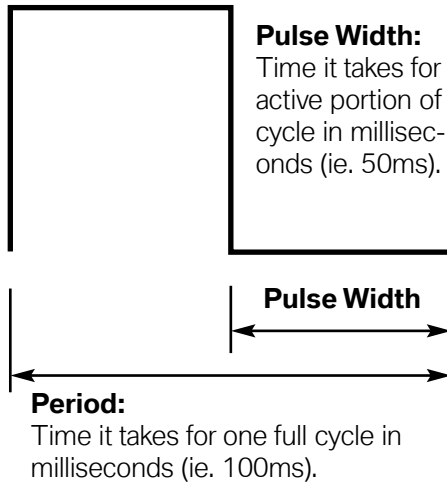 Pulse Width:
Time it takes for
active portion of
cycle in millisec-
onds (ie. 50ms).
Pulse Width
Period:
Time it takes for one full cycle in
milliseconds (ie. 100ms).